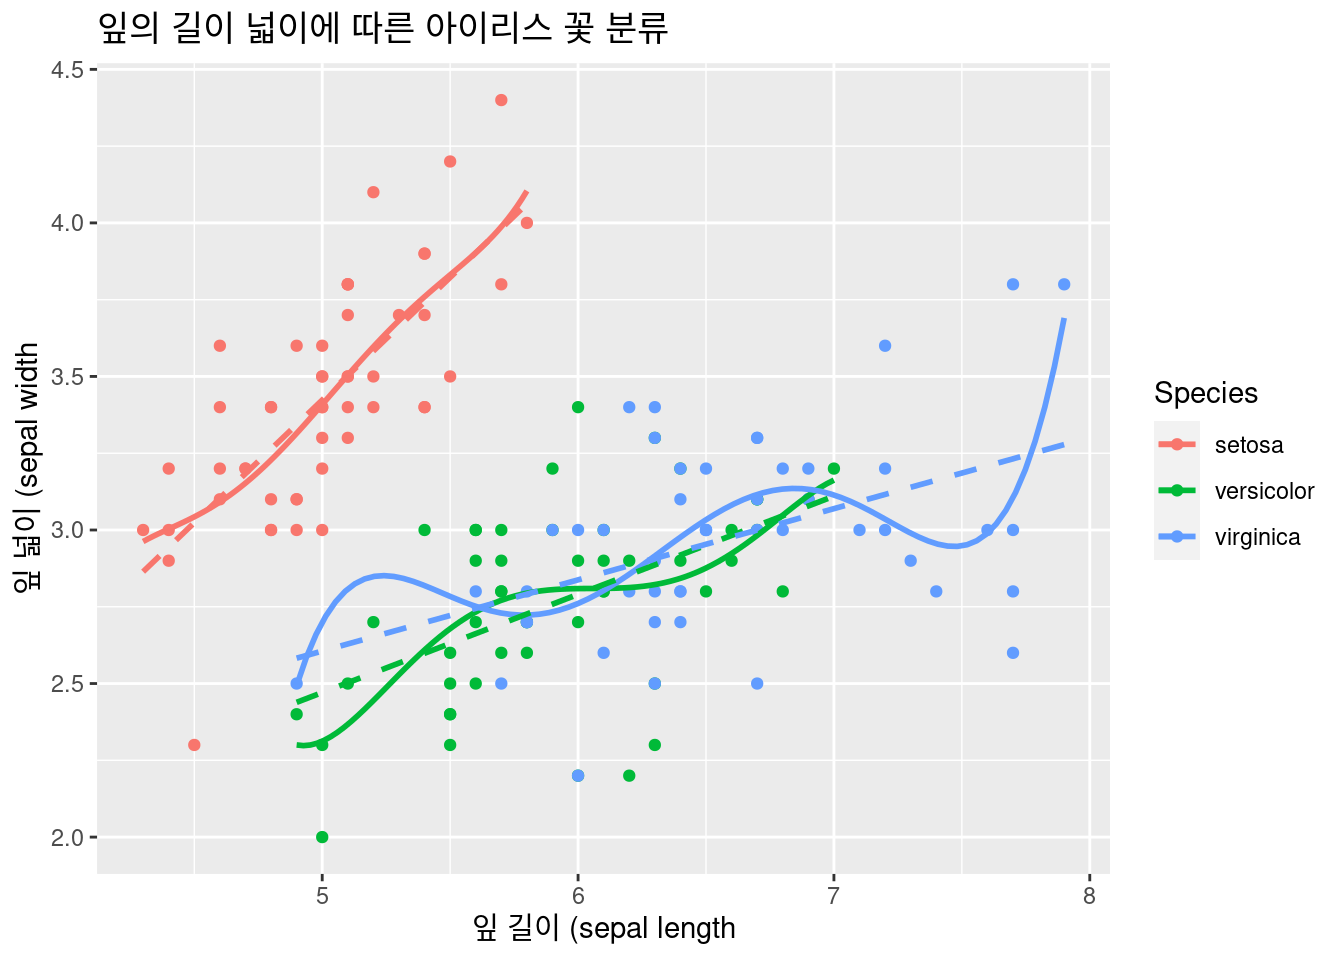 잎의 길이 넓이에 따른 아이리스 꽃 분류
4.5
4.0
3.5
3.0
2.5
2.0
잎 넓이 (sepal width
5 6 7 8
잎 길이 (sepal length
Species
setosa
versicolor
virginica